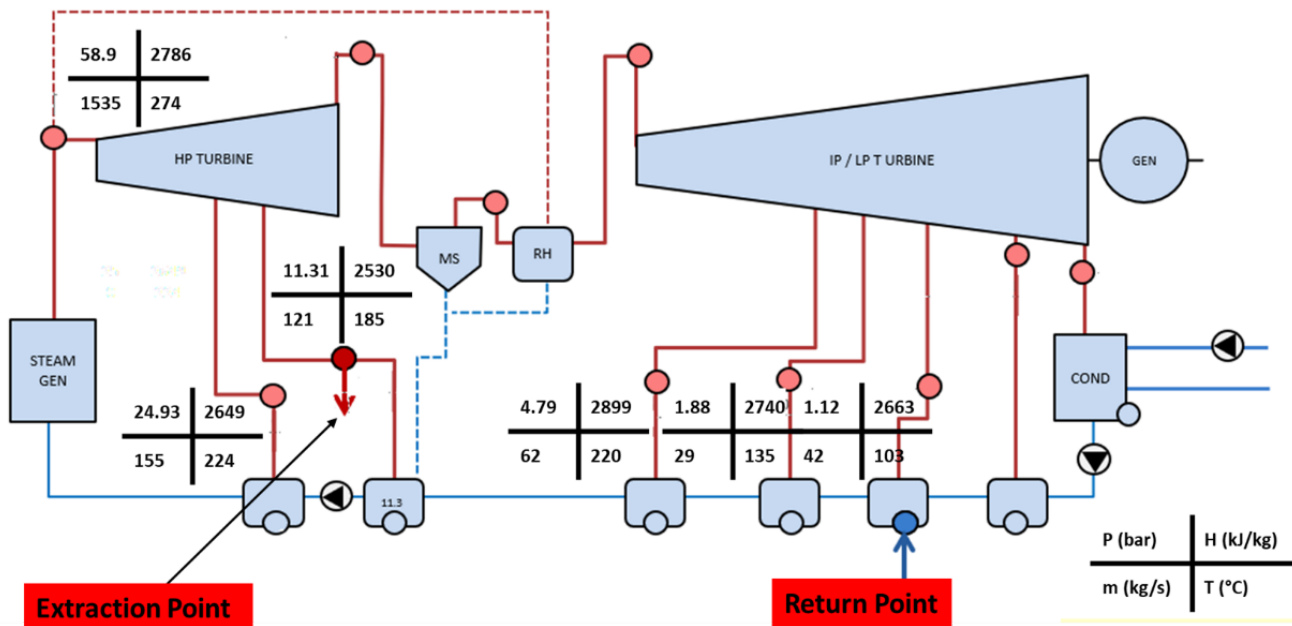 58.9 2786
1535 274
HP TURBINE
IP / LP T URBINE
GEN
MS
RH
11.31 2530
121 185
STEAM
GEN
COND
24.93 2649
155 224
4.79 2899
62 220
1.88 2740
29 135
1.12 2663
42 103
11.3
P (bar) H (kJ/kg)
m (kg/s) T (°C)
Extraction Point
Return Point